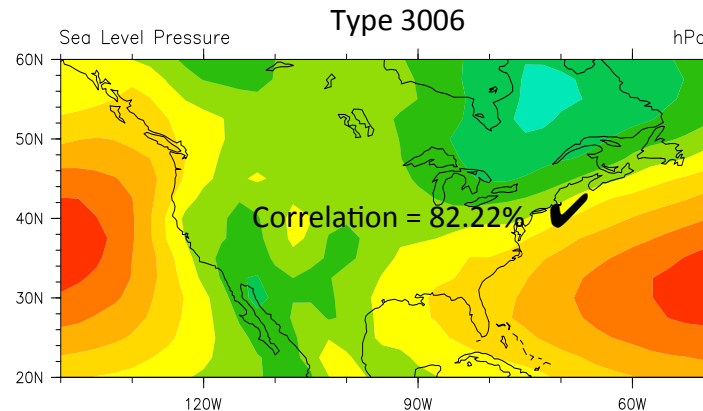 Type 3006
Sea Level Pressure hPa
60N
50N
Correlation = 82.22% ✔
40N
30N
20N
120W 90W 60W